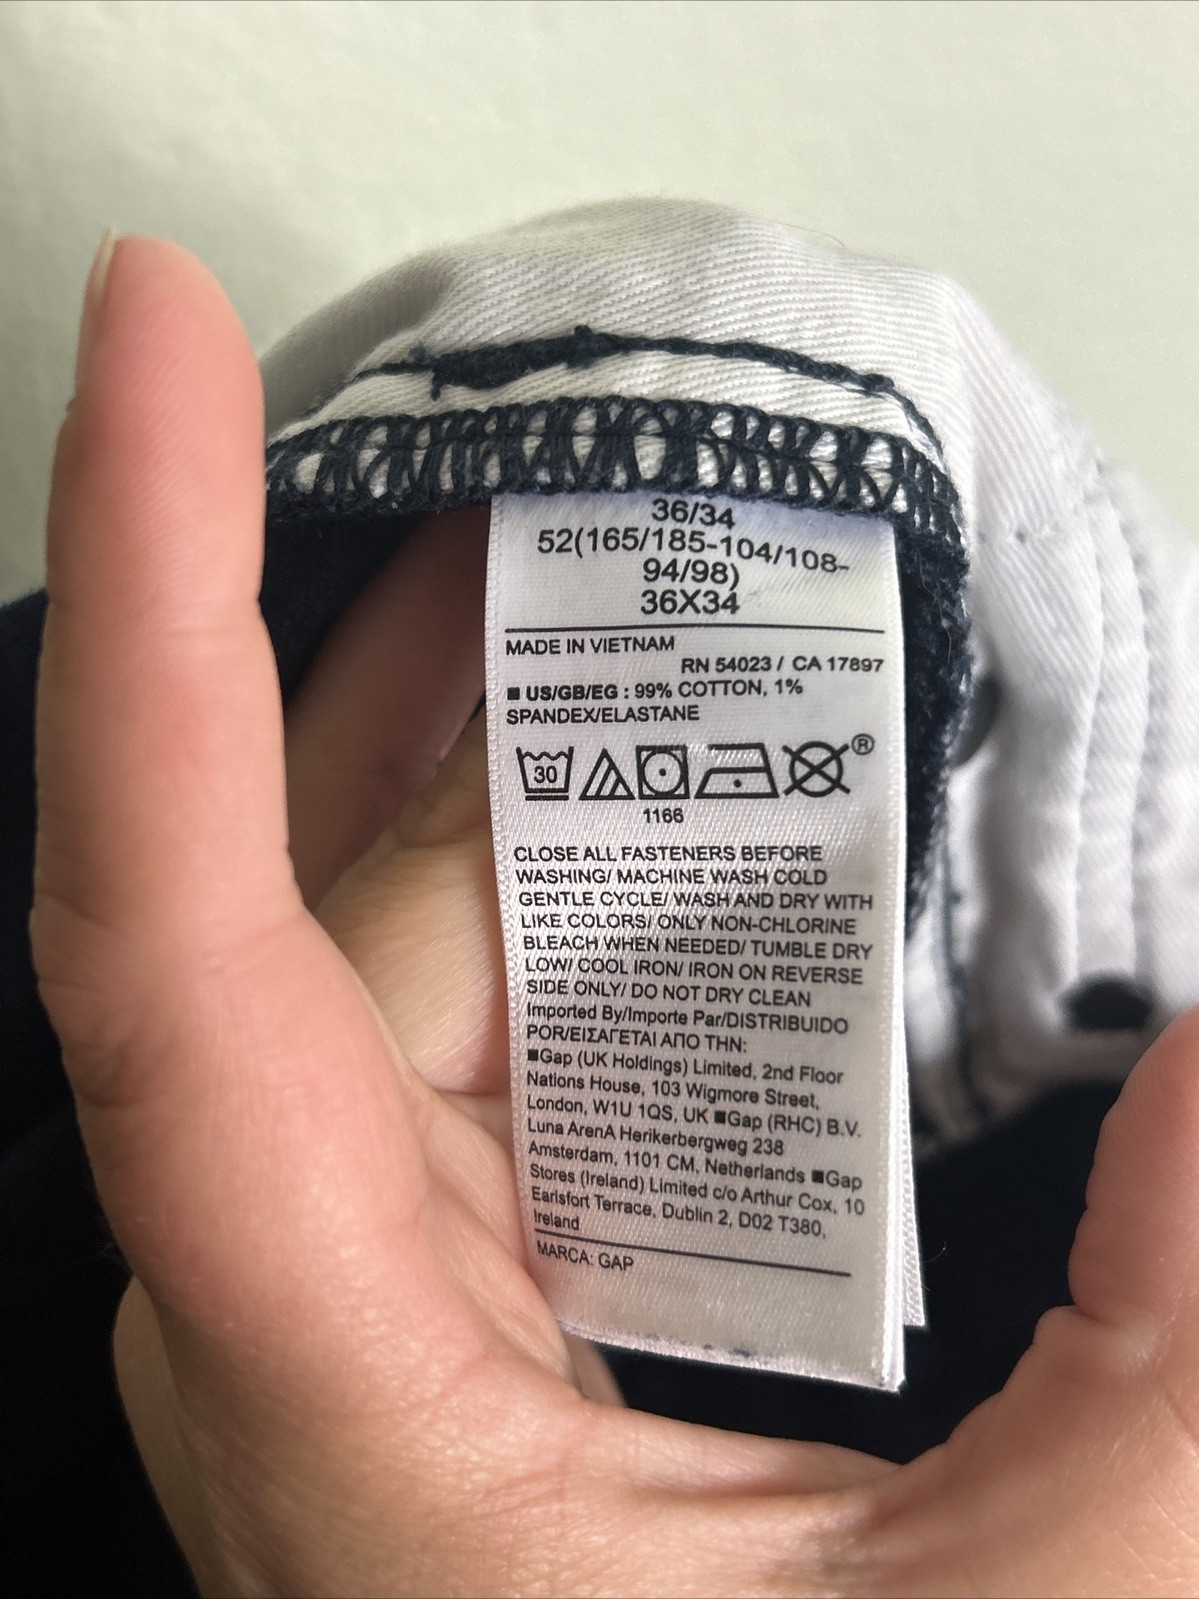 36/34
52(165/185-104/108-
94/98)
36X34
MADE IN VIETNAM
RN 54023 / CA 17897
■ US/GB/EG : 99% COTTON, 1%
SPANDEX/ELASTANE
30
®
1166
CLOSE ALL FASTENERS BEFORE
WASHING/ MACHINE WASH COLD
GENTLE CYCLE/ WASH AND DRY WITH
LIKE COLORS/ ONLY NON-CHLORINE
BLEACH WHEN NEEDED/ TUMBLE DRY
LOW/ COOL IRON/ IRON ON REVERSE
SIDE ONLY/ DO NOT DRY CLEAN
Imported By/Importe Par/DISTRIBUIDO
POR/ΕΙΣΑΓΕΤΑΙ ΑΠΟ ΤΗΝ:
■Gap (UK Holdings) Limited, 2nd Floor
Nations House, 103 Wigmore Street,
London, W1U 1QS, UK ■Gap (RHC) B.V.
Luna ArenA Herikerbergweg 238
Amsterdam, 1101 CM, Netherlands ■Gap
Stores (Ireland) Limited c/o Arthur Cox, 10
Earlsfort Terrace, Dublin 2, D02 T380,
Ireland
MARCA: GAP